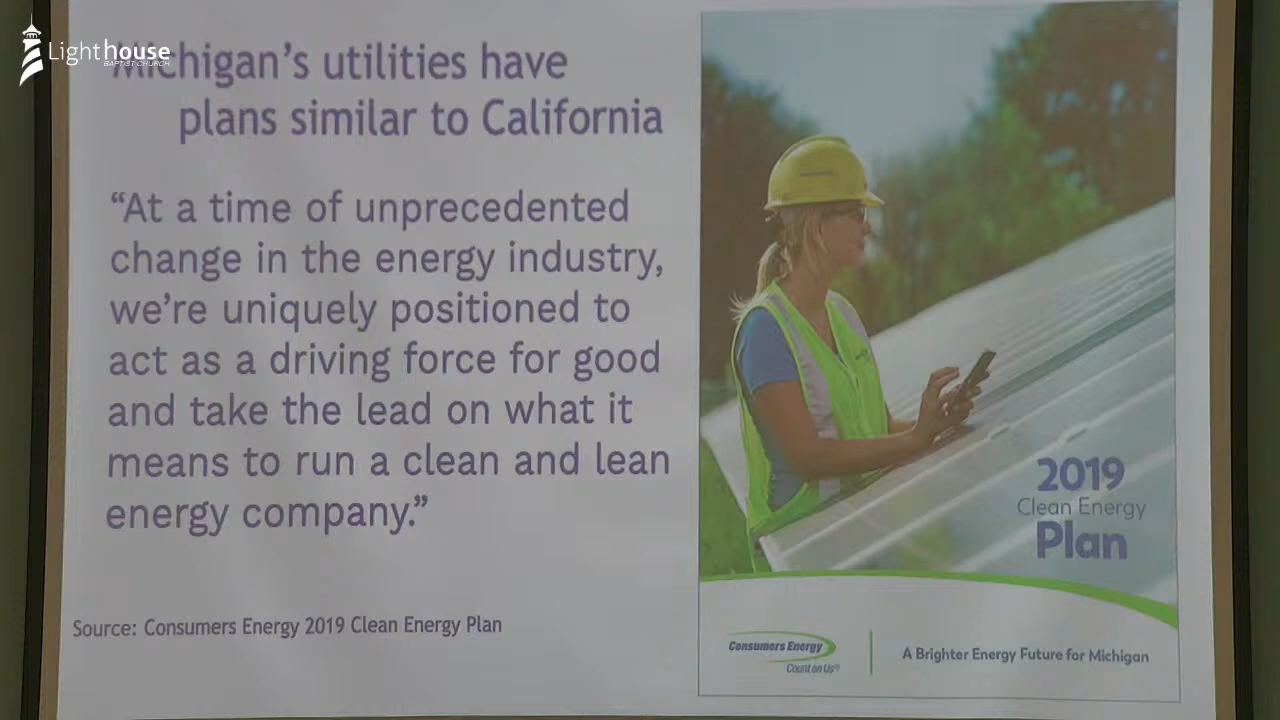 Lighthouse
BAPTIST CHURCH
Michigan's utilities have
plans similar to California
“At a time of unprecedented
change in the energy industry,
we're uniquely positioned to
act as a driving force for good
and take the lead on what it
means to run a clean and lean
energy company.”
Source: Consumers Energy 2019 Clean Energy Plan
2019
Clean Energy
Plan
Consumers Energy
Count on Us®
A Brighter Energy Future for Michigan